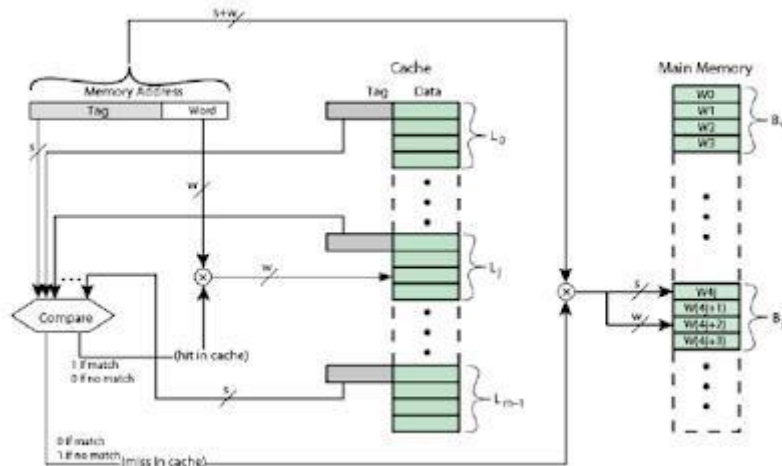 s+w
Memory Address
Tag
Word
Cache
Tag
Data
Main Memory
W0
W1
W2
W3
s
w
L0
w
Lj
Compare
(hit in cache)
1 if match
0 if no match
s
Lm–1
s
w
W4j
W(4j+1)
W(4j+2)
W(4j+3)
0 if match
1 if no match
(miss in cache)